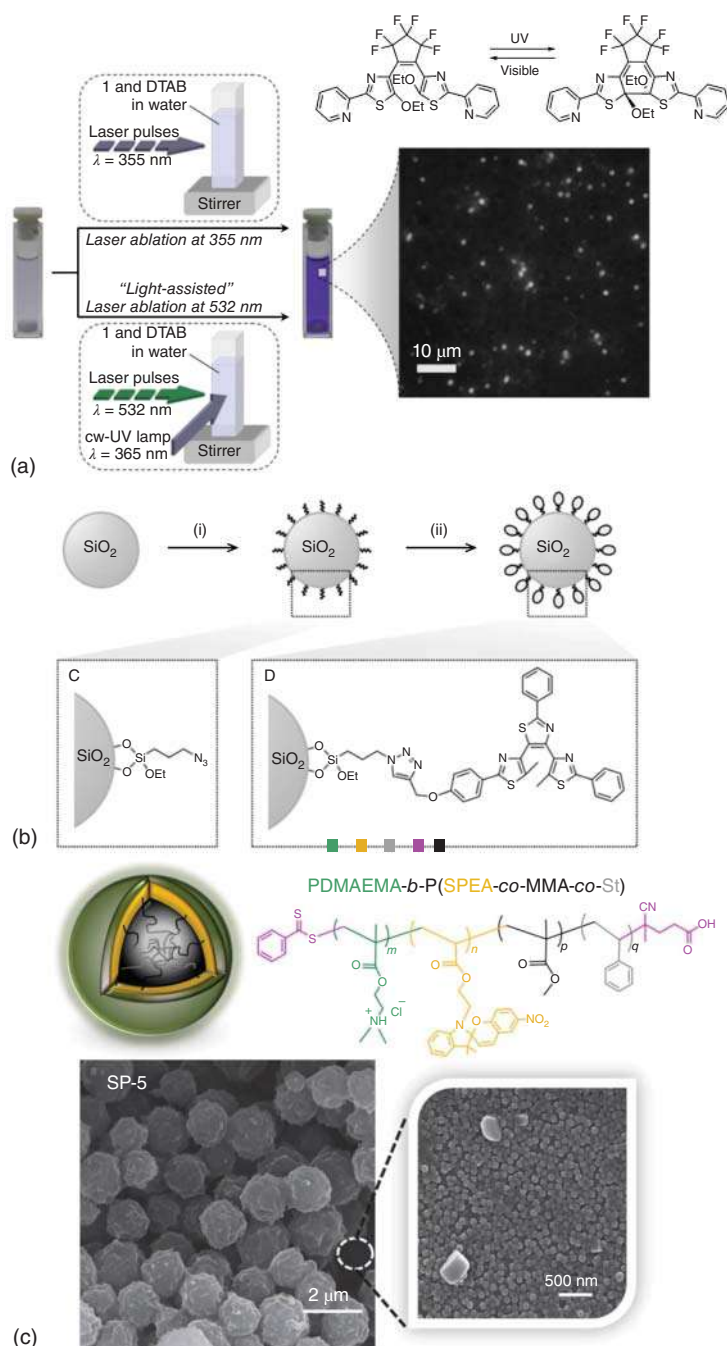 1 and DTAB
in water
Laser pulses
λ = 355 nm
Stirrer
Laser ablation at 355 nm
"Light-assisted"
Laser ablation at 532 nm
1 and DTAB
in water
Laser pulses
λ = 532 nm
cw-UV lamp
λ = 365 nm
Stirrer
F F F F F F
EtO
N N
S S
OEt
N N
UV
Visible
F F F F F F
EtO
N N
S S
OEt
N N
10 μm
(a)
SiO2
(i)
SiO2
(ii)
SiO2
C
SiO2
O
O
Si
OEt
N3
D
SiO2
O
O
Si
OEt
N
N
N
O
N
S
N
S
N
S
(b)
PDMAEMA-b-P(SPEA-co-MMA-co-St)
S
S
m
n
p
q
CN
OH
O
O
O
O
O
O
O
O
+
NH
Cl
−
N
O
NO2
SP-5
2 μm
500 nm
(c)